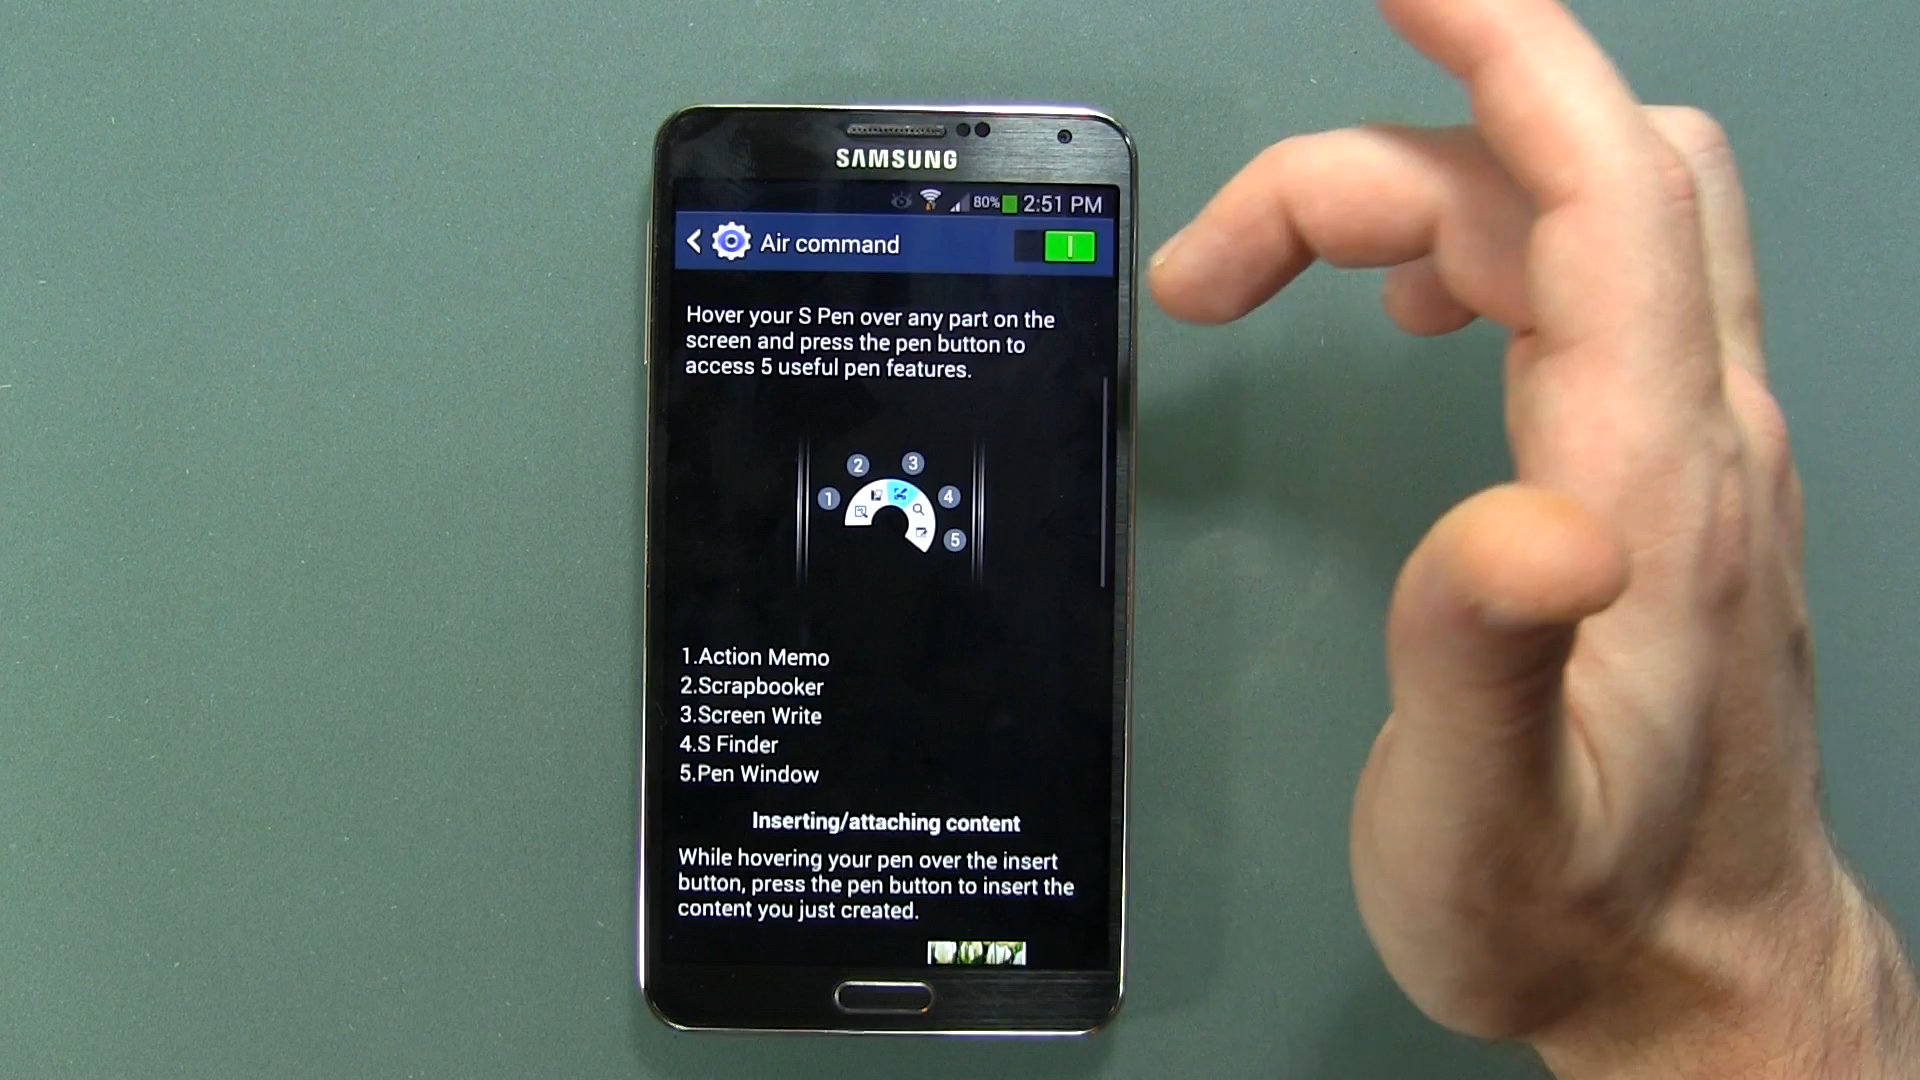 SAMSUNG
80% 2:51 PM
Air command
Hover your S Pen over any part on the
screen and press the pen button to
access 5 useful pen features.
2 3
1 4
5
1.Action Memo
2.Scrapbooker
3.Screen Write
4.S Finder
5.Pen Window
Inserting/attaching content
While hovering your pen over the insert
button, press the pen button to insert the
content you just created.